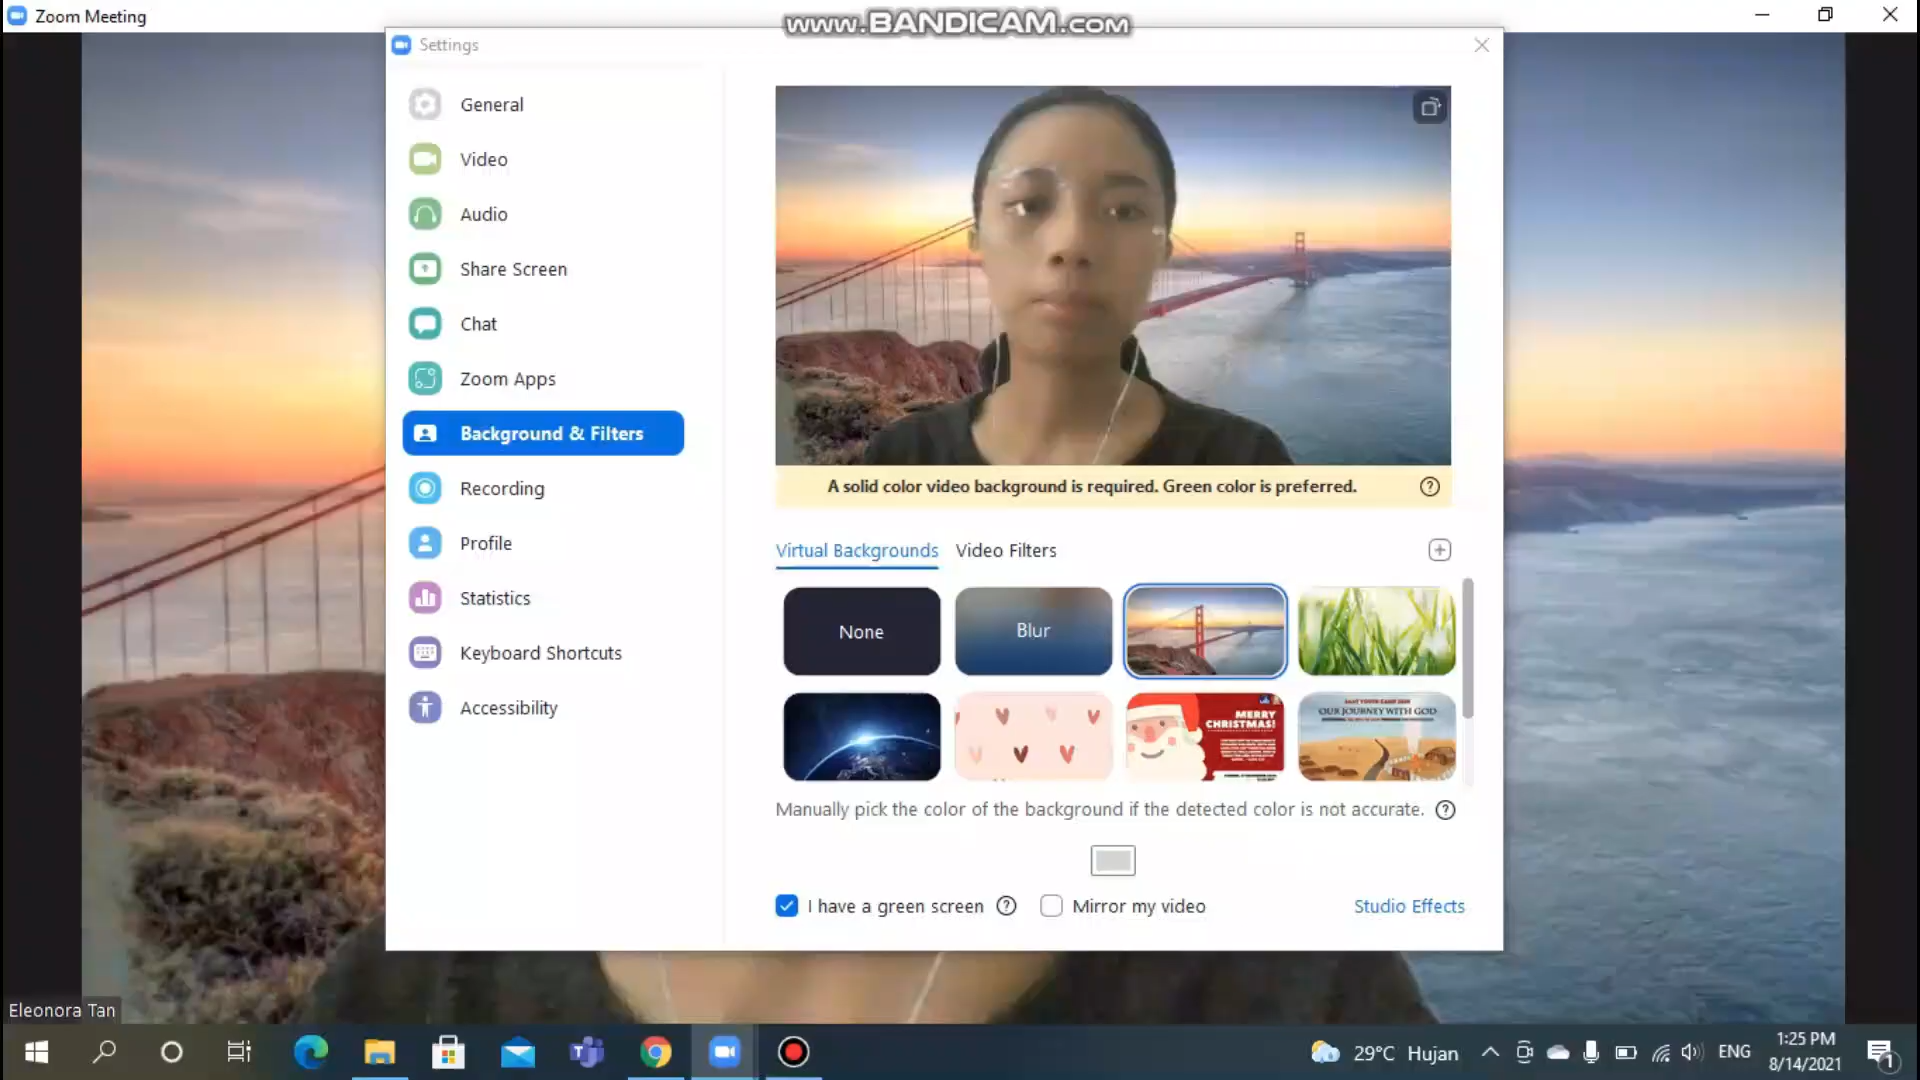 Zoom Meeting
www.BANDICAM.com
Settings
General
Video
Audio
Share Screen
Chat
Zoom Apps
Background & Filters
Recording
Profile
Statistics
Keyboard Shortcuts
Accessibility
A solid color video background is required. Green color is preferred.
Virtual Backgrounds
Video Filters
None
Blur
MERRY
CHRISTMAS!
OUR JOURNEY WITH GOD
Manually pick the color of the background if the detected color is not accurate.
I have a green screen
Mirror my video
Studio Effects
Eleonora Tan
29°C Hujan
ENG
1:25 PM
8/14/2021
1